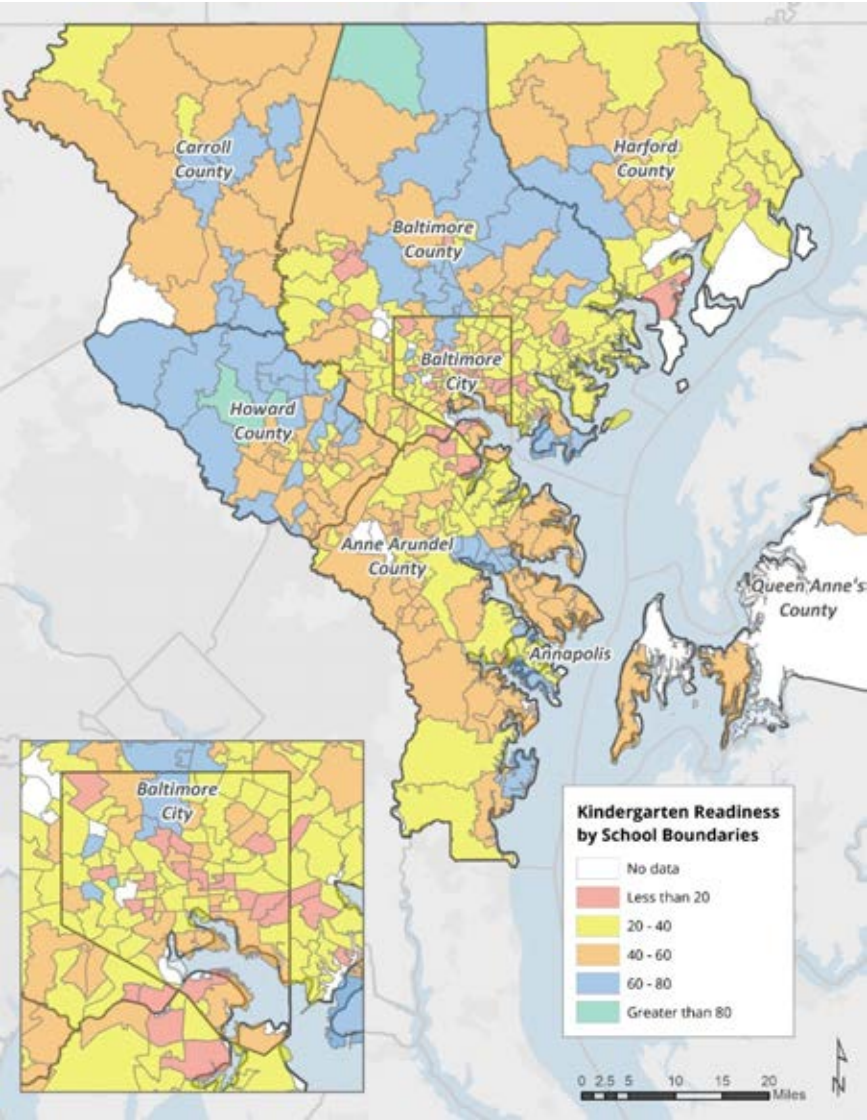 Carroll
County
Harford
County
Baltimore
County
Baltimore
City
Howard
County
Anne Arundel
County
Queen Anne's
County
Annapolis
Baltimore
City
Kindergarten Readiness
by School Boundaries
No data
Less than 20
20 - 40
40 - 60
60 - 80
Greater than 80
0 2.5 5 10 15 20
Miles
N